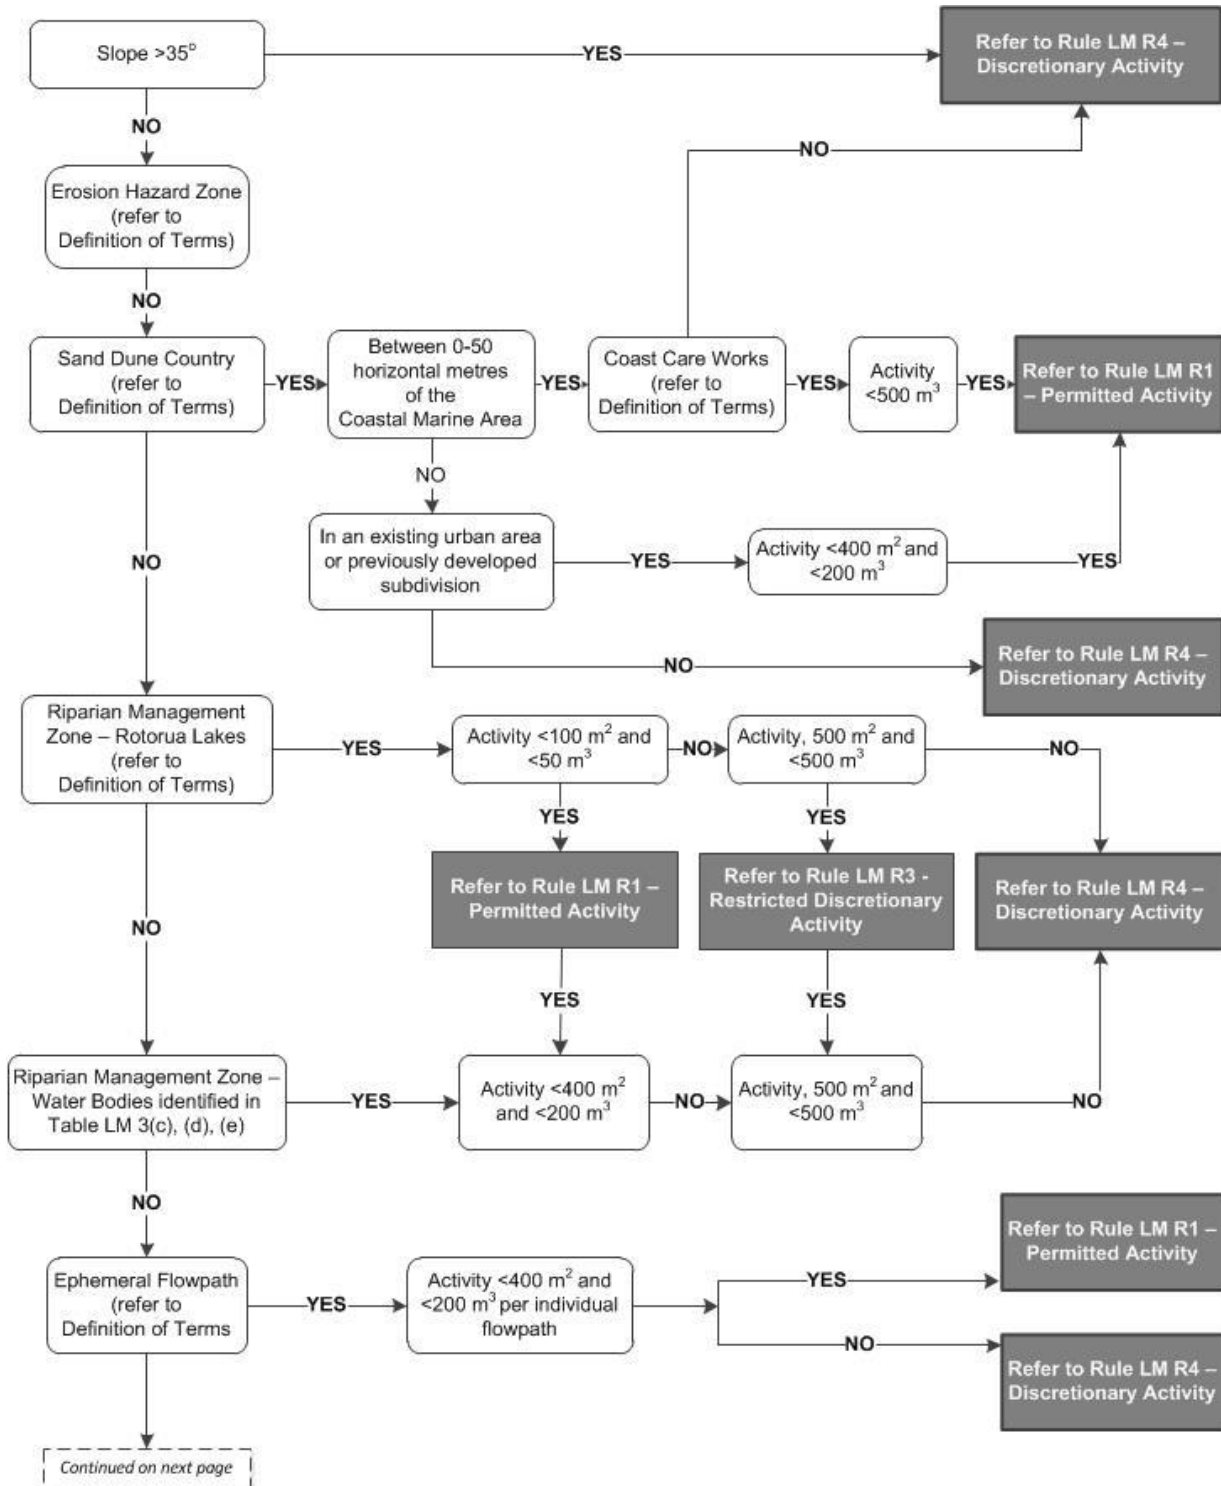 Slope >35°
YES
Refer to Rule LM R4 –
Discretionary Activity
NO
NO
Erosion Hazard Zone
(refer to
Definition of Terms)
NO
Sand Dune Country
(refer to
Definition of Terms)
YES
Between 0-50
horizontal metres
of the
Coastal Marine Area
YES
Coast Care Works
(refer to
Definition of Terms)
YES
Activity
<500 m³
YES
Refer to Rule LM R1
– Permitted Activity
NO
In an existing urban area
or previously developed
subdivision
YES
Activity <400 m² and
<200 m³
YES
NO
NO
Refer to Rule LM R4 –
Discretionary Activity
Riparian Management
Zone – Rotorua Lakes
(refer to
Definition of Terms)
YES
Activity <100 m² and
<50 m³
NO
Activity, 500 m² and
<500 m³
NO
YES
YES
Refer to Rule LM R1 –
Permitted Activity
Refer to Rule LM R3 -
Restricted Discretionary
Activity
Refer to Rule LM R4 –
Discretionary Activity
NO
YES
YES
Riparian Management Zone –
Water Bodies identified in
Table LM 3(c), (d), (e)
YES
Activity <400 m²
and <200 m³
NO
Activity, 500 m² and
<500 m³
NO
NO
Ephemeral Flowpath
(refer to
Definition of Terms
YES
Activity <400 m² and
<200 m³ per individual
flowpath
YES
Refer to Rule LM R1 –
Permitted Activity
NO
Refer to Rule LM R4 –
Discretionary Activity
Continued on next page